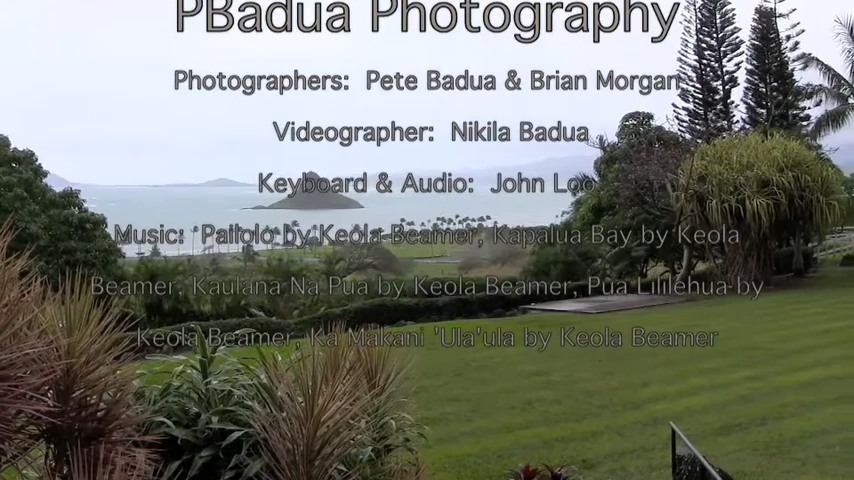 PBadua Photography
Photographers:  Pete Badua & Brian Morgan
Videographer:  Nikila Badua
Keyboard & Audio:  John Loo
Music:  'Pailolo by Keola Beamer, Kapalua Bay by Keola
Beamer, Kaulana Na Pua by Keola Beamer, Pua Lililehua by
Keola Beamer, Ka Makani 'Ula'ula, by Keola Beamer